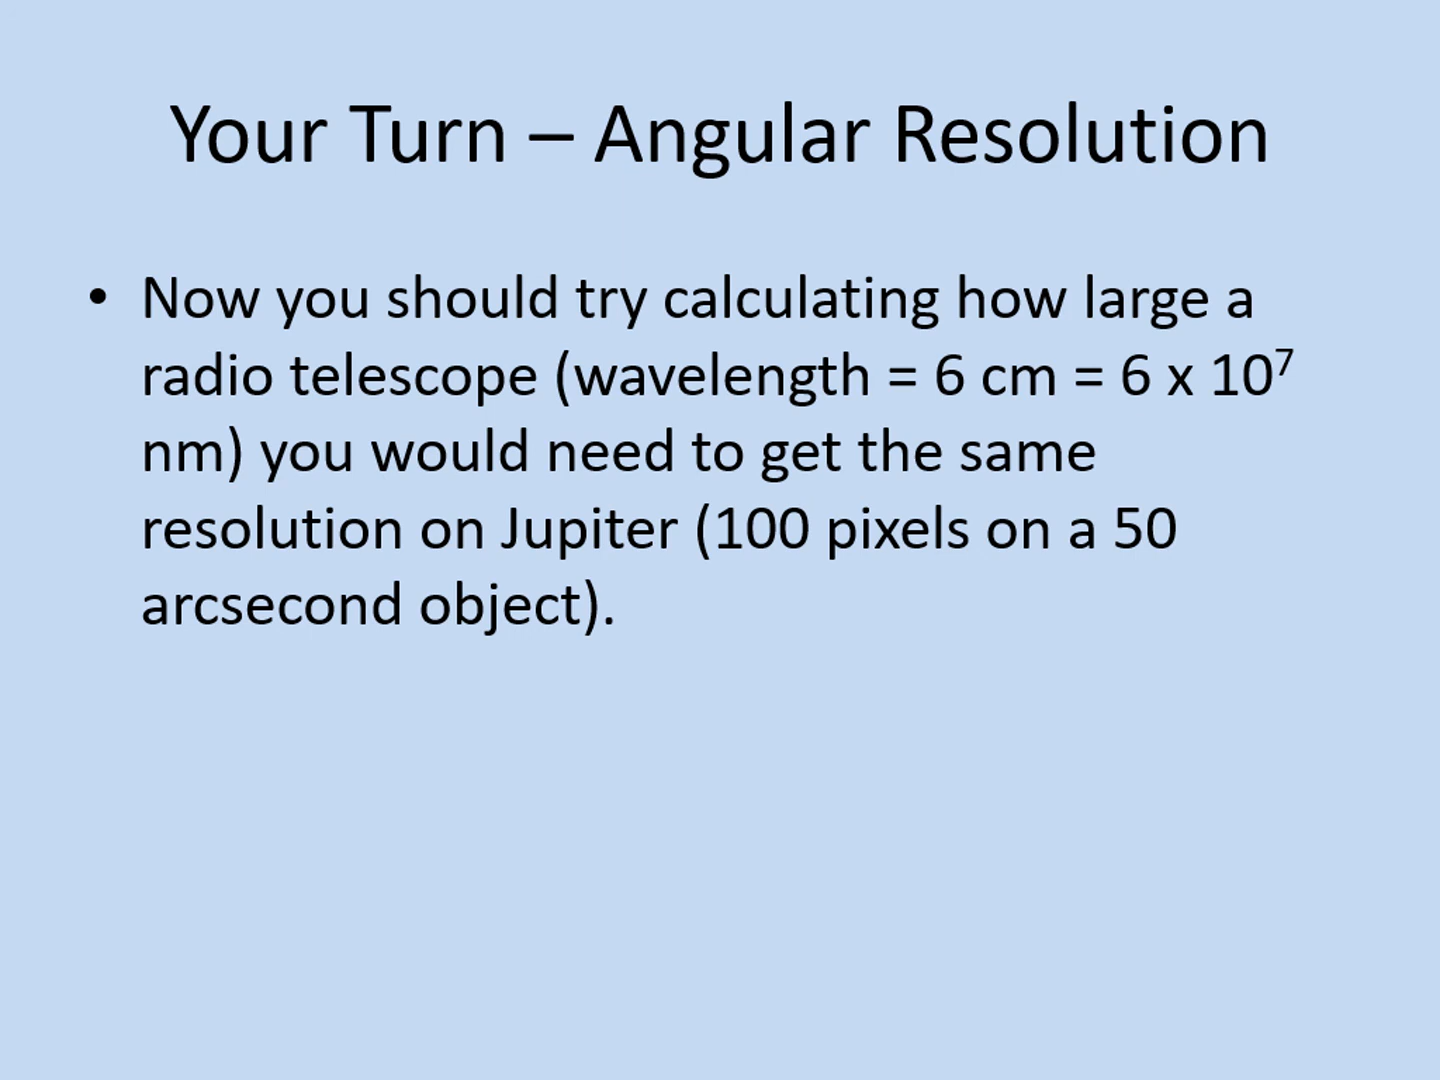 Your Turn – Angular Resolution
• Now you should try calculating how large a
radio telescope (wavelength = 6 cm = 6 x 10⁷
nm) you would need to get the same
resolution on Jupiter (100 pixels on a 50
arcsecond object).